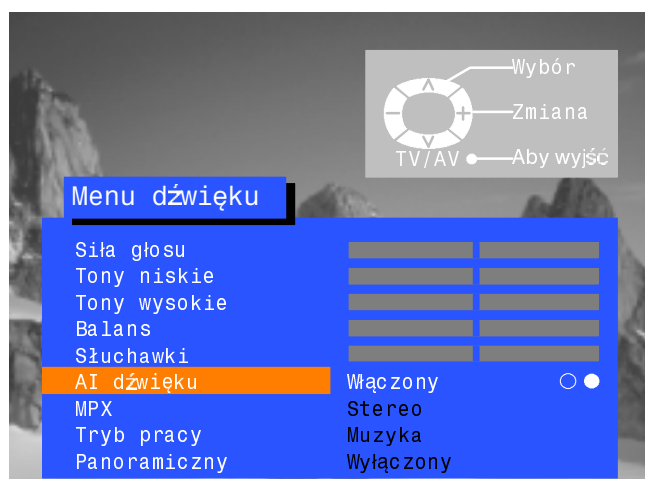 Wybór
Zmiana
TV/AV Aby wyjść
Menu dźwięku
Siła głosu
Tony niskie
Tony wysokie
Balans
Słuchawki
AI dźwięku Włączony
MPX Stereo
Tryb pracy Muzyka
Panoramiczny Wyłączony